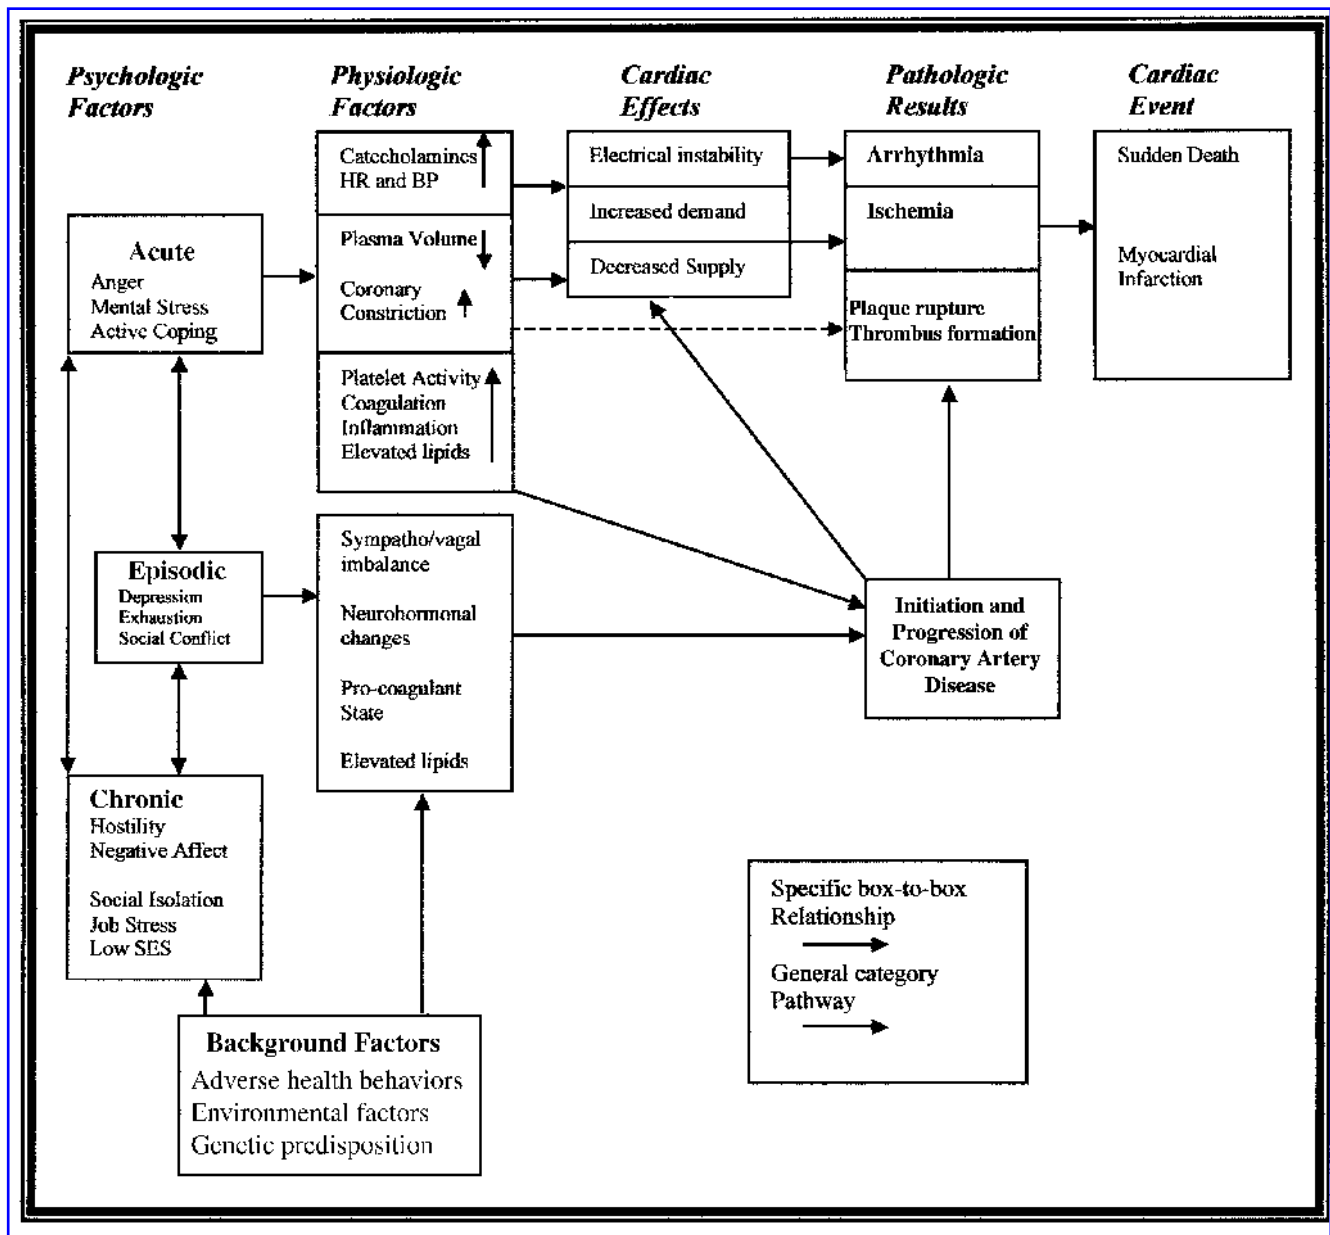 Psychologic
Factors
Physiologic
Factors
Cardiac
Effects
Pathologic
Results
Cardiac
Event
Acute
Anger
Mental Stress
Active Coping
Episodic
Depression
Exhaustion
Social Conflict
Chronic
Hostility
Negative Affect
Social Isolation
Job Stress
Low SES
Background Factors
Adverse health behaviors
Environmental factors
Genetic predisposition
Catecholamines
HR and BP
Plasma Volume
Coronary
Constriction
Platelet Activity
Coagulation
Inflammation
Elevated lipids
Sympatho/vagal
imbalance
Neurohormonal
changes
Pro-coagulant
State
Elevated lipids
Electrical instability
Increased demand
Decreased Supply
Arrhythmia
Ischemia
Plaque rupture
Thrombus formation
Initiation and
Progression of
Coronary Artery
Disease
Sudden Death
Myocardial
Infarction
Specific box-to-box
Relationship
General category
Pathway